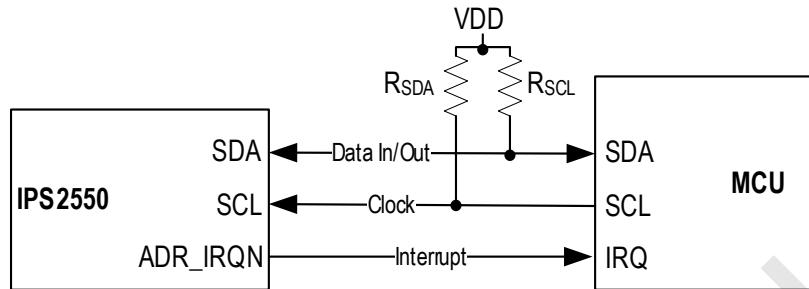 VDD
RSDA RSCL
SDA Data In/Out SDA
IPS2550 MCU
SCL Clock SCL
ADR_IRQN Interrupt IRQ